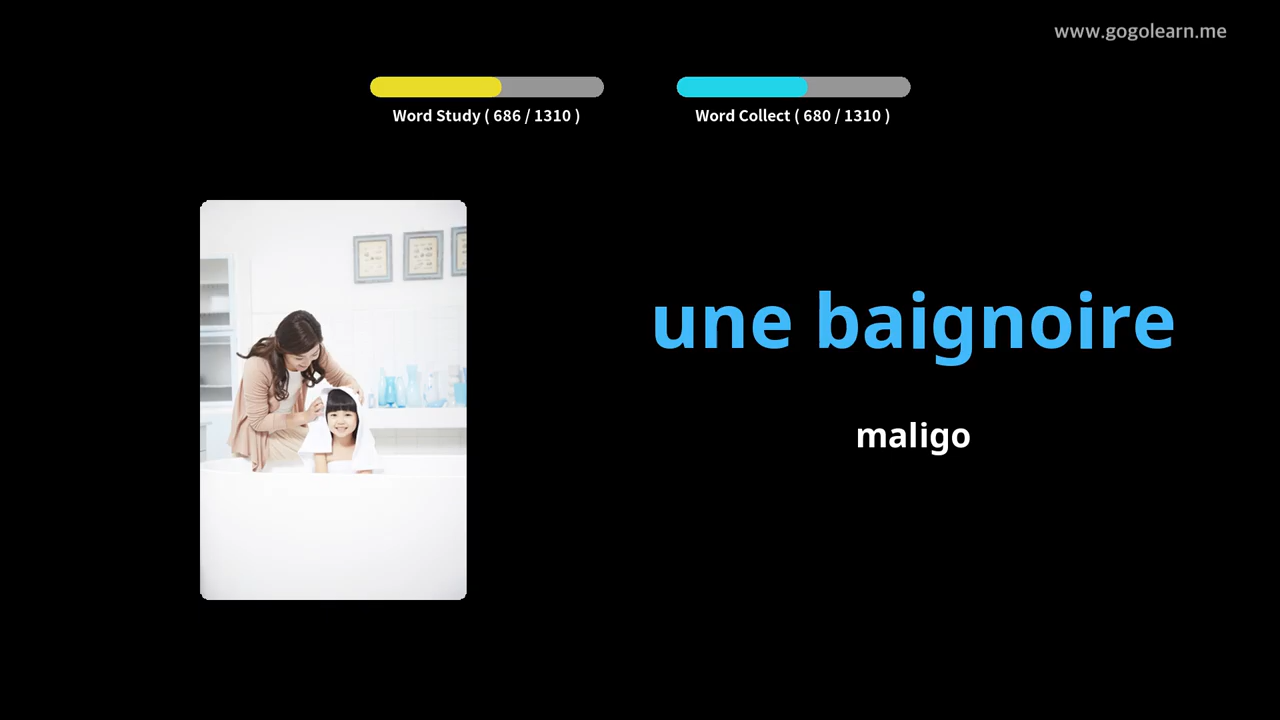 www.gogolearn.me
Word Study ( 686 / 1310 )
Word Collect ( 680 / 1310 )
une baignoire
maligo